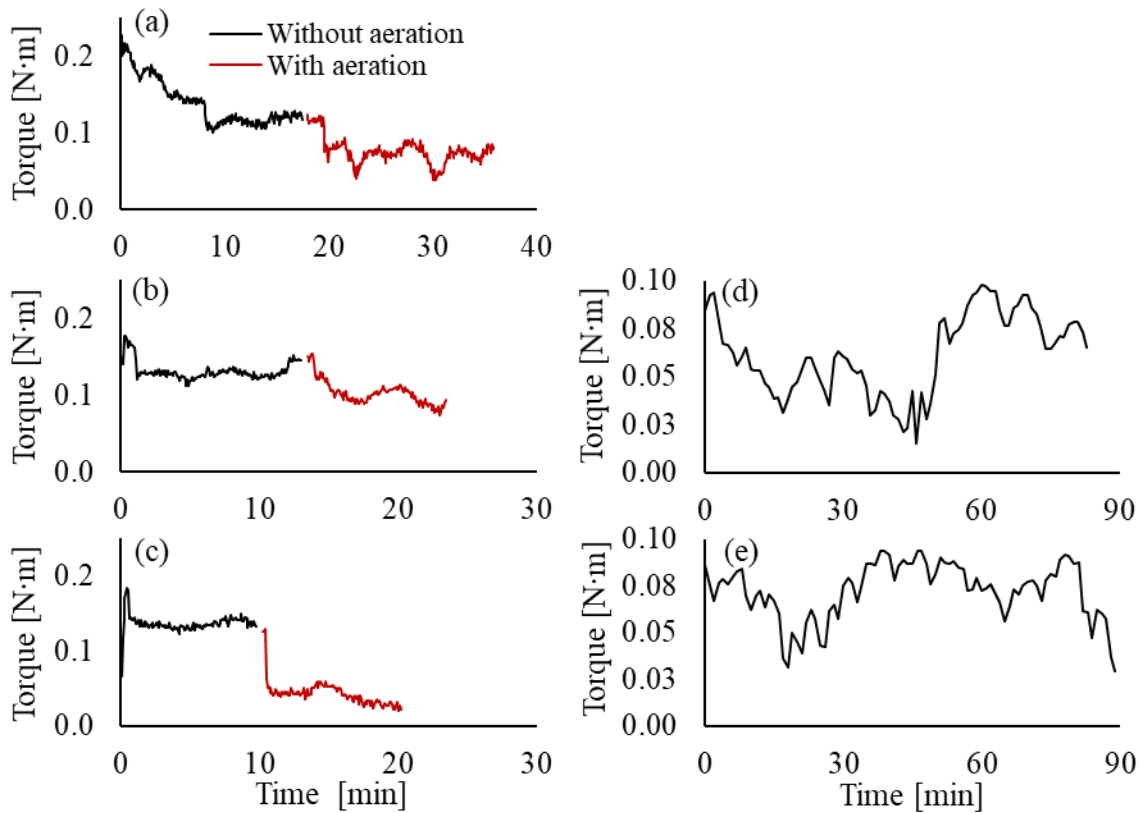 (a)
Without aeration
With aeration
Torque [N·m]
0.2
0.1
0.0
0 10 20 30 40
(b)
Torque [N·m]
0.2
0.1
0.0
0 10 20 30
(c)
Torque [N·m]
0.2
0.1
0.0
0 10 20 30
Time [min]
(d)
Torque [N·m]
0.10
0.08
0.05
0.03
0.00
0 30 60 90
(e)
Torque [N·m]
0.10
0.08
0.05
0.03
0.00
0 30 60 90
Time [min]